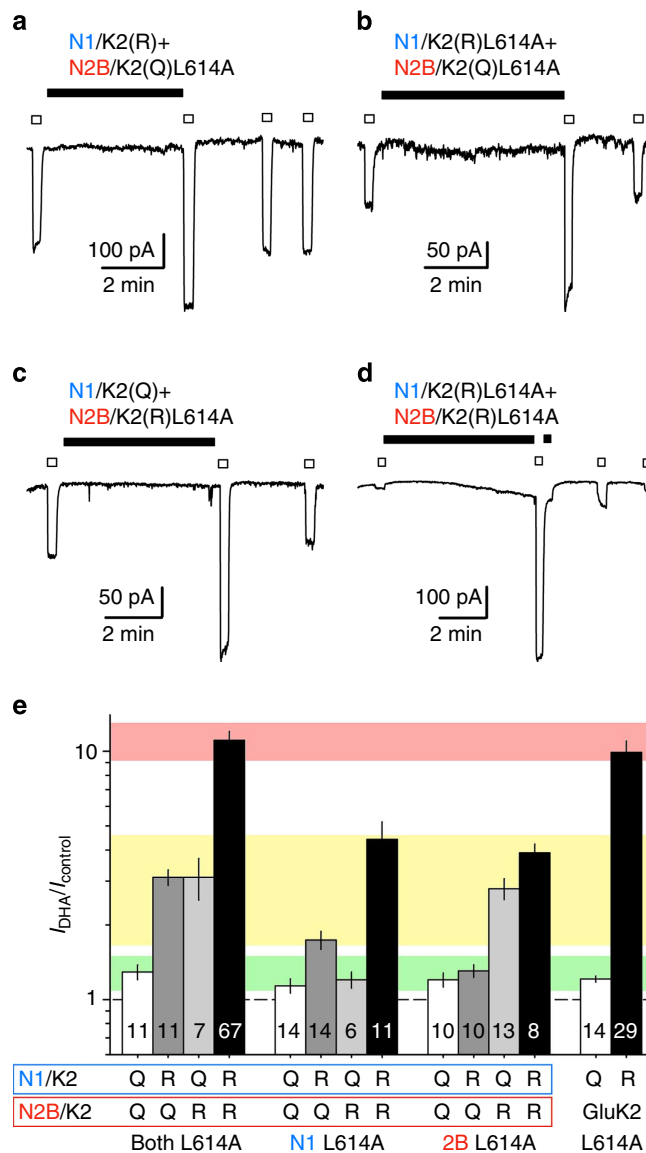 a
N1/K2(R)+
N2B/K2(Q)L614A
100 pA
2 min
b
N1/K2(R)L614A+
N2B/K2(Q)L614A
50 pA
2 min
c
N1/K2(Q)+
N2B/K2(R)L614A
50 pA
2 min
d
N1/K2(R)L614A+
N2B/K2(R)L614A
100 pA
2 min
e
IDHA/Icontrol
10
1
11 11 7 67 14 14 6 11 10 10 13 8 14 29
N1/K2 Q R Q R Q R Q R Q R Q R Q R
N2B/K2 Q Q R R Q Q R R Q Q R R GluK2
Both L614A N1 L614A 2B L614A L614A